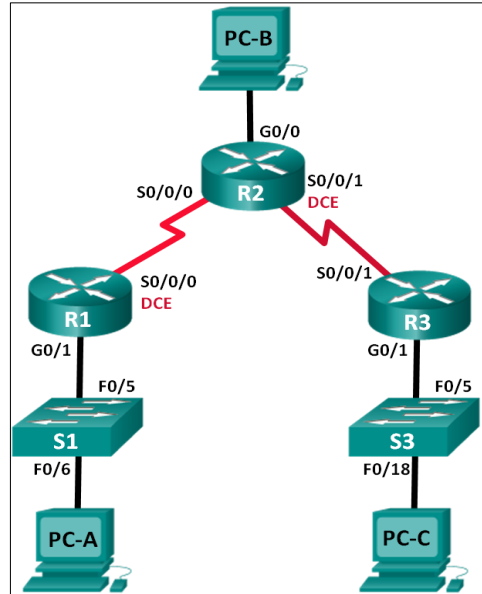 PC-B
G0/0
S0/0/0
R2
S0/0/1
DCE
S0/0/0
DCE
S0/0/1
R1
R3
G0/1
G0/1
F0/5
F0/5
S1
S3
F0/6
F0/18
PC-A
PC-C